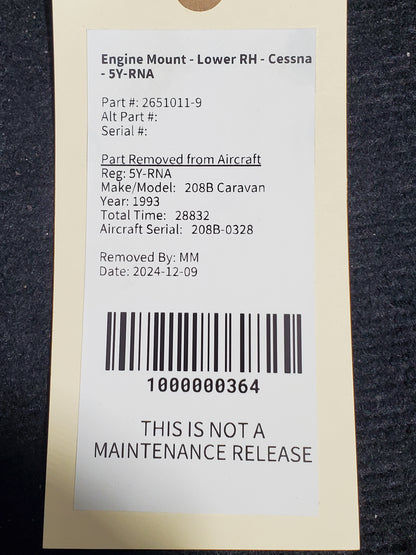 Engine Mount - Lower RH - Cessna
- 5Y-RNA
Part #: 2651011-9
Alt Part #:
Serial #:
Part Removed from Aircraft
Reg: 5Y-RNA
Make/Model: 208B Caravan
Year: 1993
Total Time: 28832
Aircraft Serial: 208B-0328
Removed By: MM
Date: 2024-12-09
1000000364
THIS IS NOT A
MAINTENANCE RELEASE